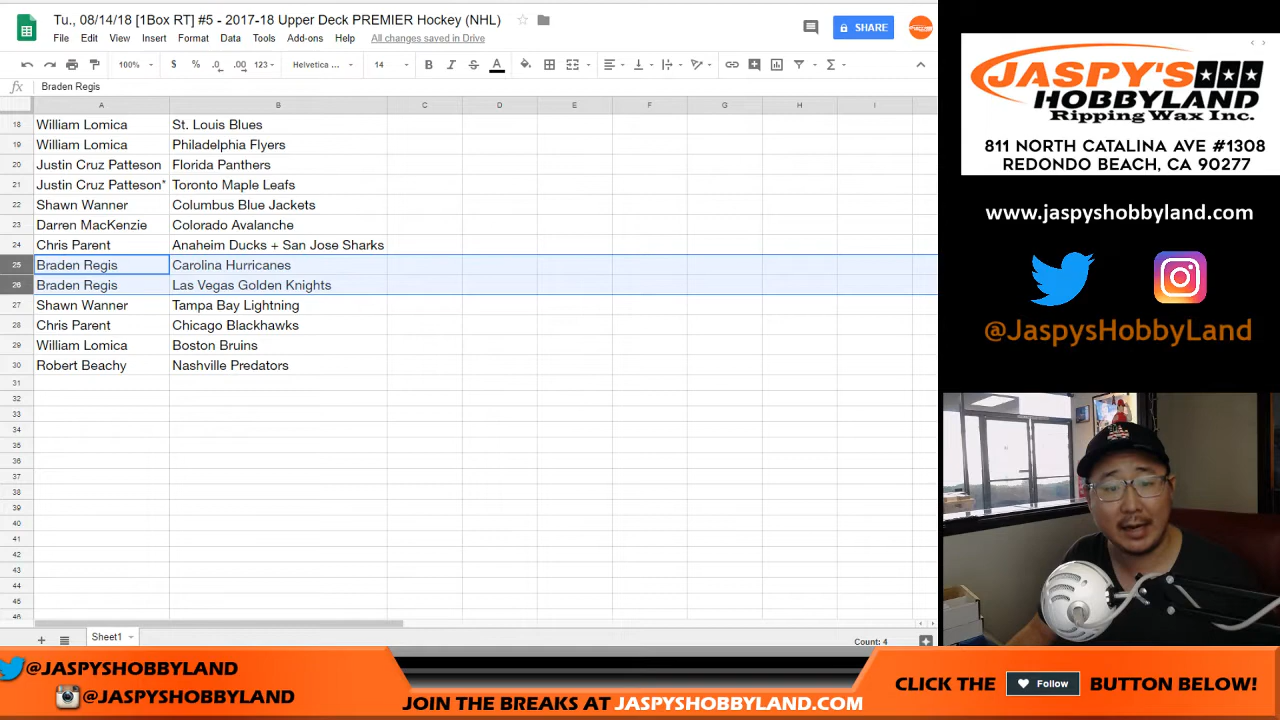 Tu., 08/14/18 [1Box RT] #5 - 2017-18 Upper Deck PREMIER Hockey (NHL)
File Edit View Insert Format Data Tools Add-ons Help All changes saved in Drive
SHARE
100% $ % .0 .00 123 Helvetica ... 14 B I S A
fx Braden Regis
A B C D E F G H I
18 William Lomica St. Louis Blues
19 William Lomica Philadelphia Flyers
20 Justin Cruz Patteson Florida Panthers
21 Justin Cruz Patteson* Toronto Maple Leafs
22 Shawn Wanner Columbus Blue Jackets
23 Darren MacKenzie Colorado Avalanche
24 Chris Parent Anaheim Ducks + San Jose Sharks
25 Braden Regis Carolina Hurricanes
26 Braden Regis Las Vegas Golden Knights
27 Shawn Wanner Tampa Bay Lightning
28 Chris Parent Chicago Blackhawks
29 William Lomica Boston Bruins
30 Robert Beachy Nashville Predators
31
32
33
34
35
36
37
38
39
40
41
42
43
44
45
46
Sheet1
Count: 4
JASPY'S
HOBBYLAND
Ripping Wax Inc.
811 NORTH CATALINA AVE #1308
REDONDO BEACH, CA 90277
www.jaspyshobbyland.com
@JaspysHobbyLand
@JASPYSHOBBYLAND
@JASPYSHOBBYLAND
JOIN THE BREAKS AT JASPYSHOBBYLAND.COM
CLICK THE Follow BUTTON BELOW!